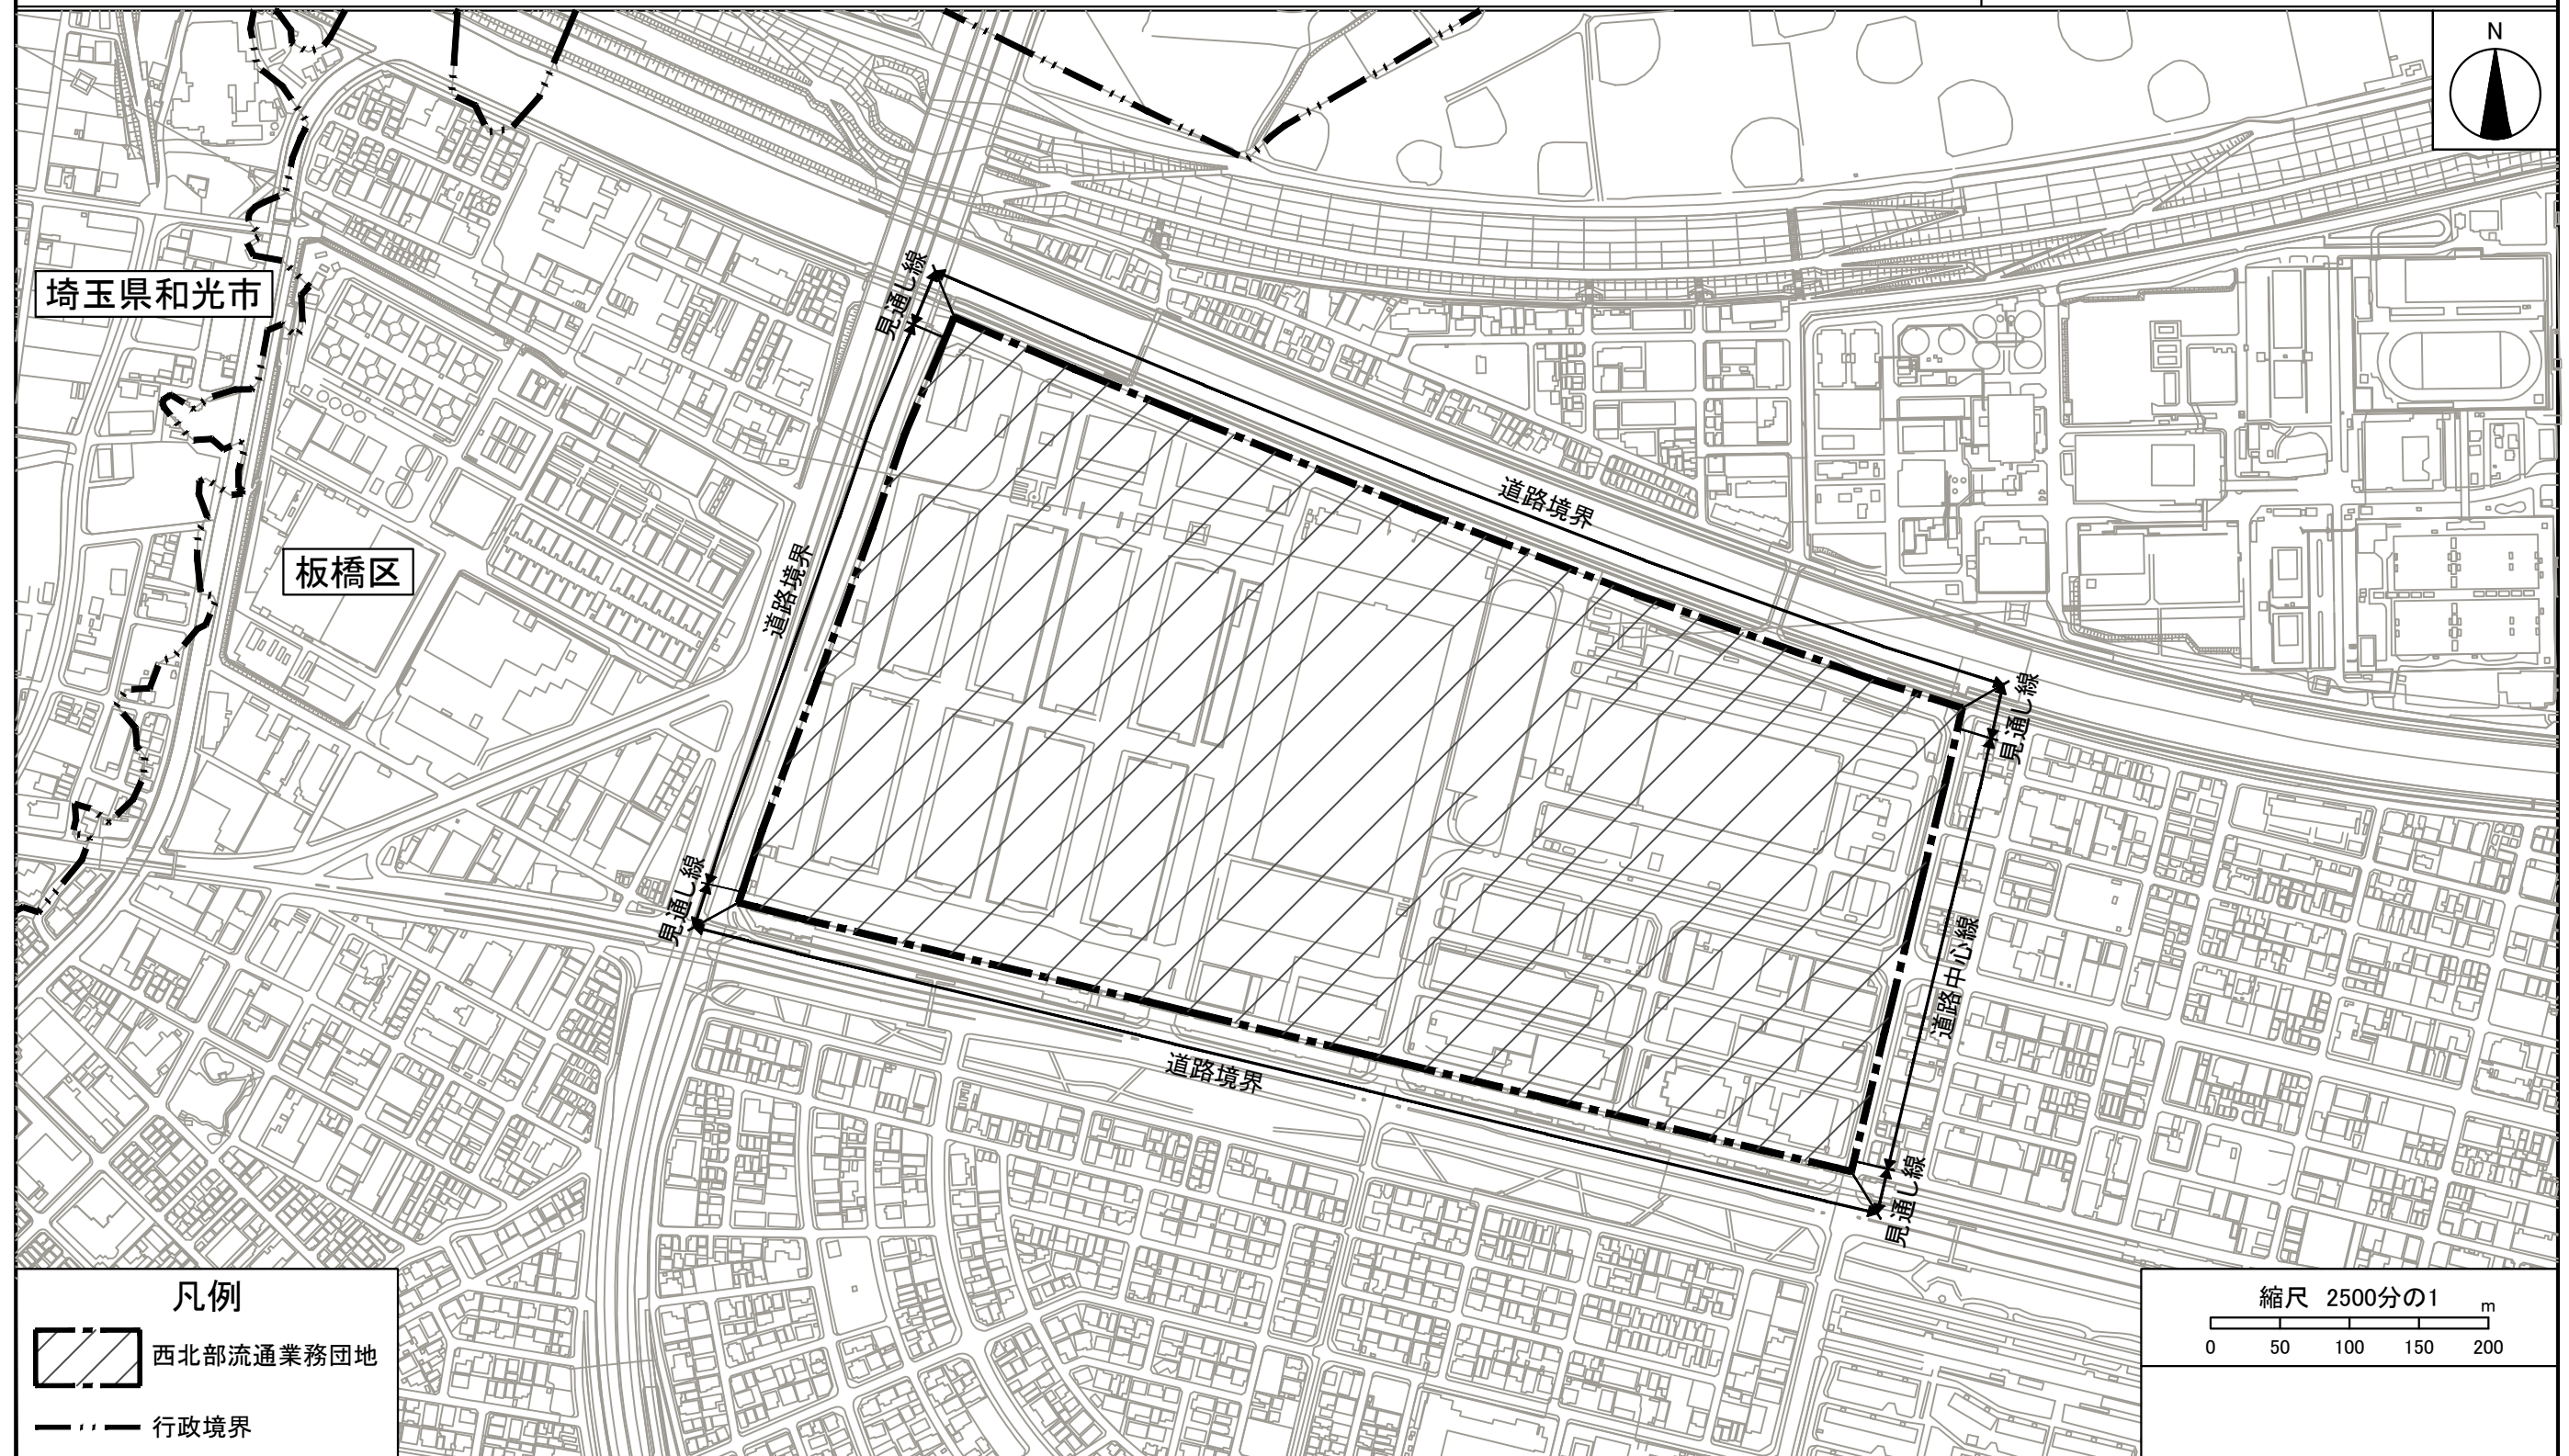 N
見通し線
埼玉県和光市
道路境界
板橋区
道路境界
見通し線
見通し線
道路中心線
道路境界
見通し線
凡例
西北部流通業務団地
行政境界
縮尺 2500分の1
m
0 50 100 150 200